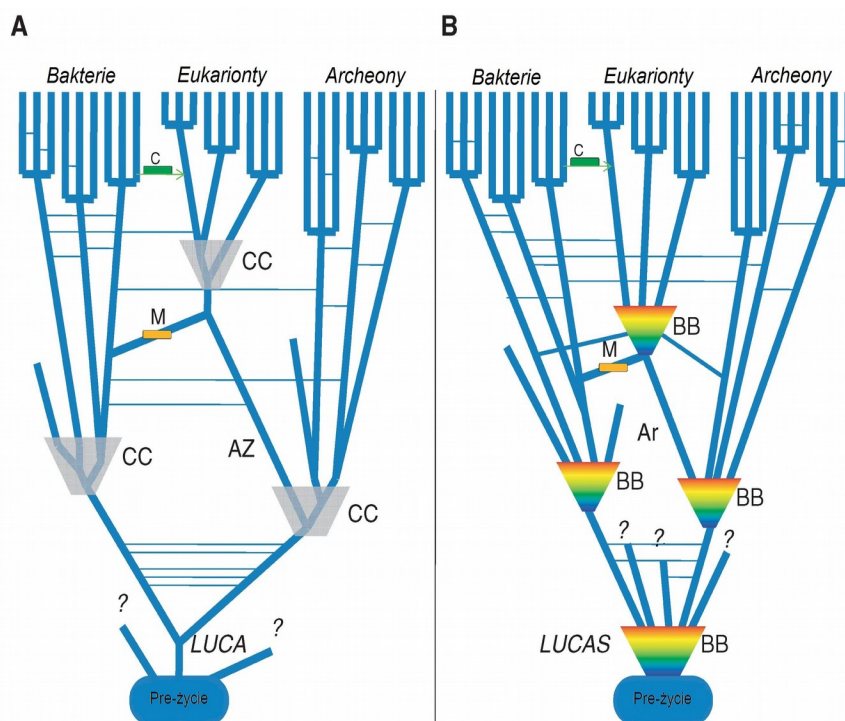 A
Bakterie Eukarionty Archeony
C
CC
M
AZ
CC
CC
?
?
LUCA
Pre-życie
B
Bakterie Eukarionty Archeony
C
BB
M
Ar
BB
BB
? ? ?
LUCAS
BB
Pre-życie